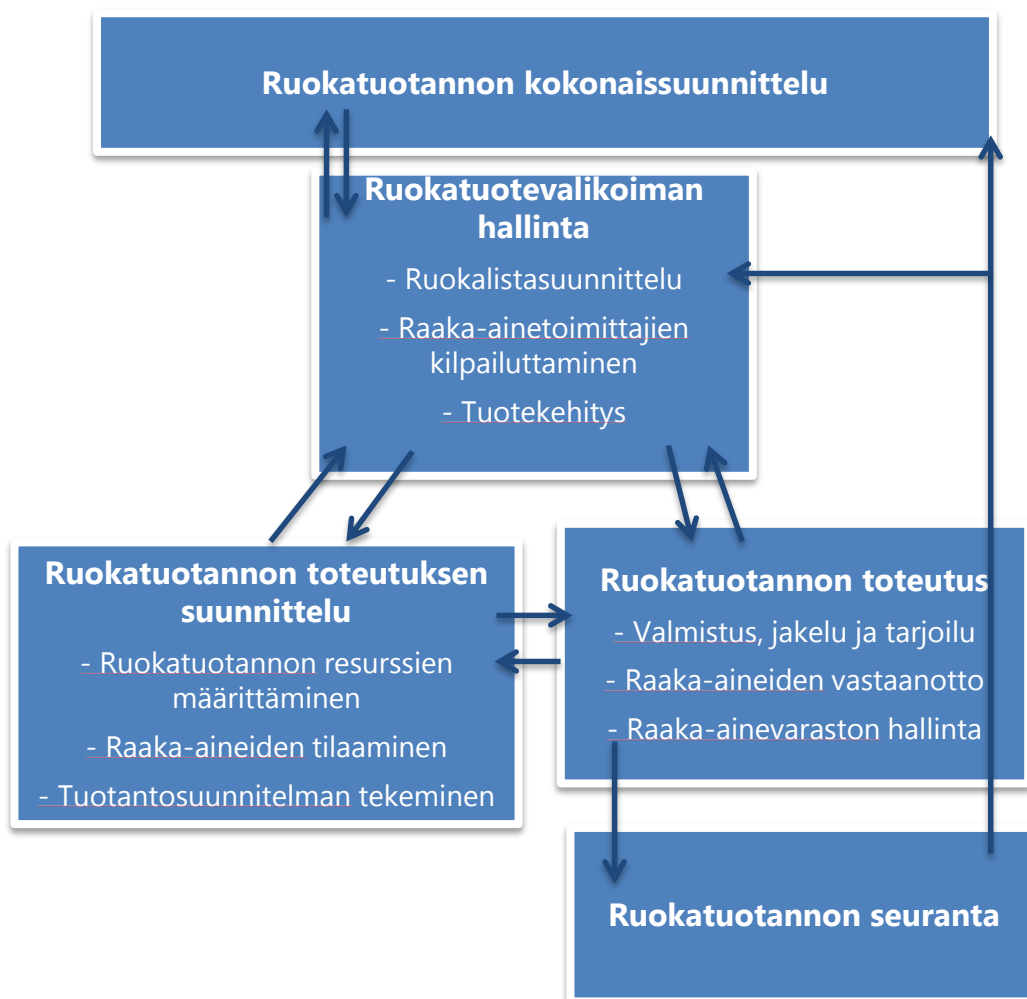 Ruokatuotannon kokonaissuunnittelu
Ruokatuotevalikoiman
hallinta
- Ruokalistasuunnittelu
- Raaka-ainetoimittajien
kilpailuttaminen
- Tuotekehitys
Ruokatuotannon toteutuksen
suunnittelu
- Ruokatuotannon resurssien
määrittäminen
- Raaka-aineiden tilaaminen
- Tuotantosuunnitelman tekeminen
Ruokatuotannon toteutus
- Valmistus, jakelu ja tarjoilu
- Raaka-aineiden vastaanotto
- Raaka-ainevaraston hallinta
Ruokatuotannon seuranta